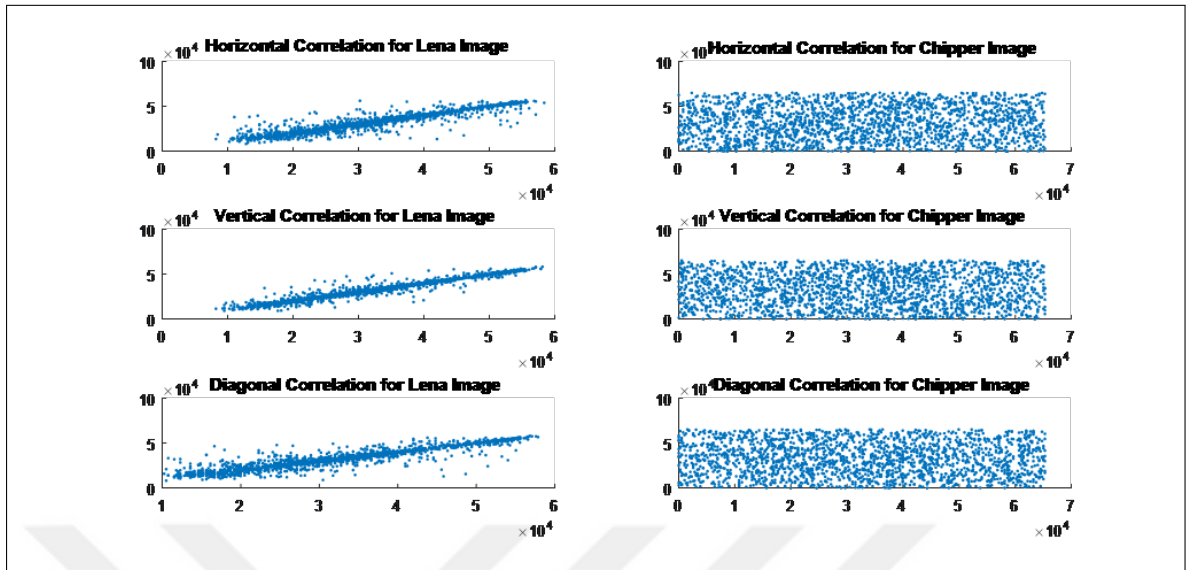 × 10⁴ Horizontal Correlation for Lena Image
10
5
0
0 1 2 3 4 5 6
× 10⁴
× 10⁴ Horizontal Correlation for Chipper Image
10
5
0
0 1 2 3 4 5 6 7
× 10⁴
× 10⁴ Vertical Correlation for Lena Image
10
5
0
0 1 2 3 4 5 6
× 10⁴
× 10⁴ Vertical Correlation for Chipper Image
10
5
0
0 1 2 3 4 5 6 7
× 10⁴
× 10⁴ Diagonal Correlation for Lena Image
10
5
0
1 2 3 4 5 6
× 10⁴
× 10⁴ Diagonal Correlation for Chipper Image
10
5
0
0 1 2 3 4 5 6 7
× 10⁴